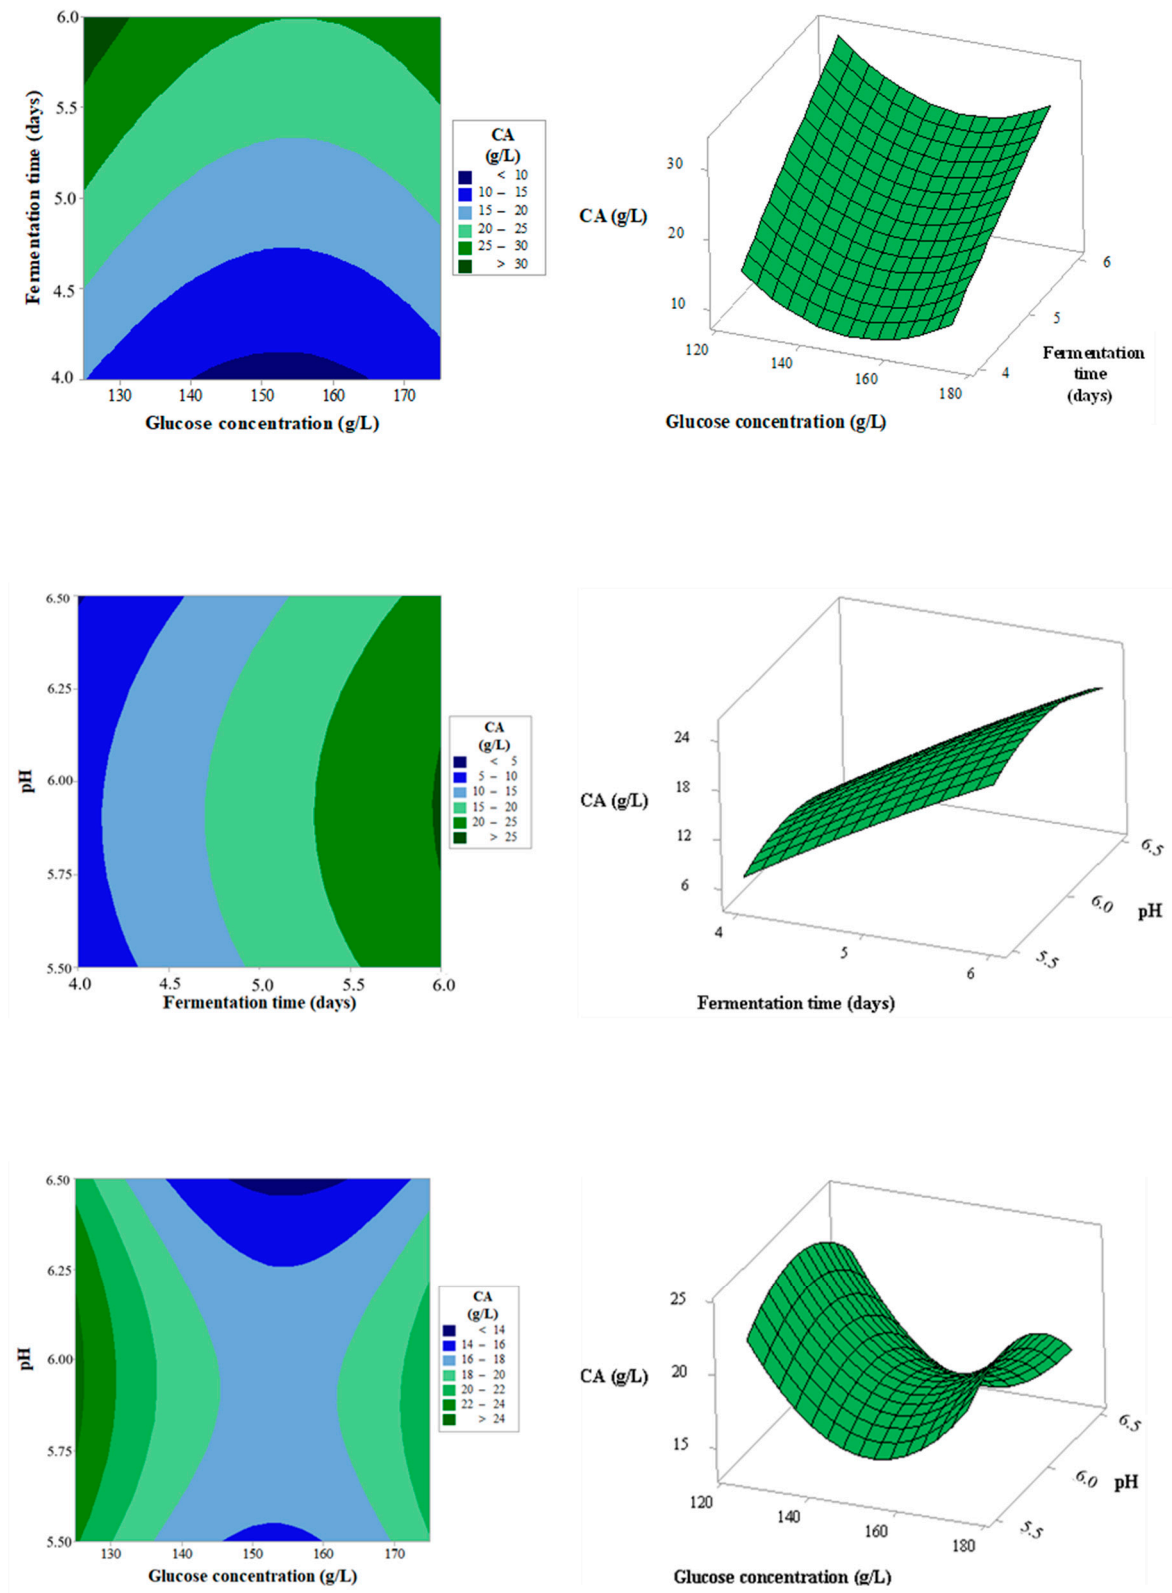 6.0
5.5
5.0
4.5
4.0
Fermentation time (days)
130 140 150 160 170
Glucose concentration (g/L)
CA
(g/L)
< 10
10 – 15
15 – 20
20 – 25
25 – 30
> 30
CA (g/L)
30
20
10
120
140
160
180
4
5
6
Fermentation
time
(days)
Glucose concentration (g/L)
6.50
6.25
6.00
5.75
5.50
pH
4.0 4.5 5.0 5.5 6.0
Fermentation time (days)
CA
(g/L)
< 5
5 – 10
10 – 15
15 – 20
20 – 25
> 25
CA (g/L)
24
18
12
6
4
5
6
5.5
6.0
6.5
pH
Fermentation time (days)
6.50
6.25
6.00
5.75
5.50
pH
130 140 150 160 170
Glucose concentration (g/L)
CA
(g/L)
< 14
14 – 16
16 – 18
18 – 20
20 – 22
22 – 24
> 24
CA (g/L)
25
20
15
120
140
160
180
5.5
6.0
6.5
pH
Glucose concentration (g/L)